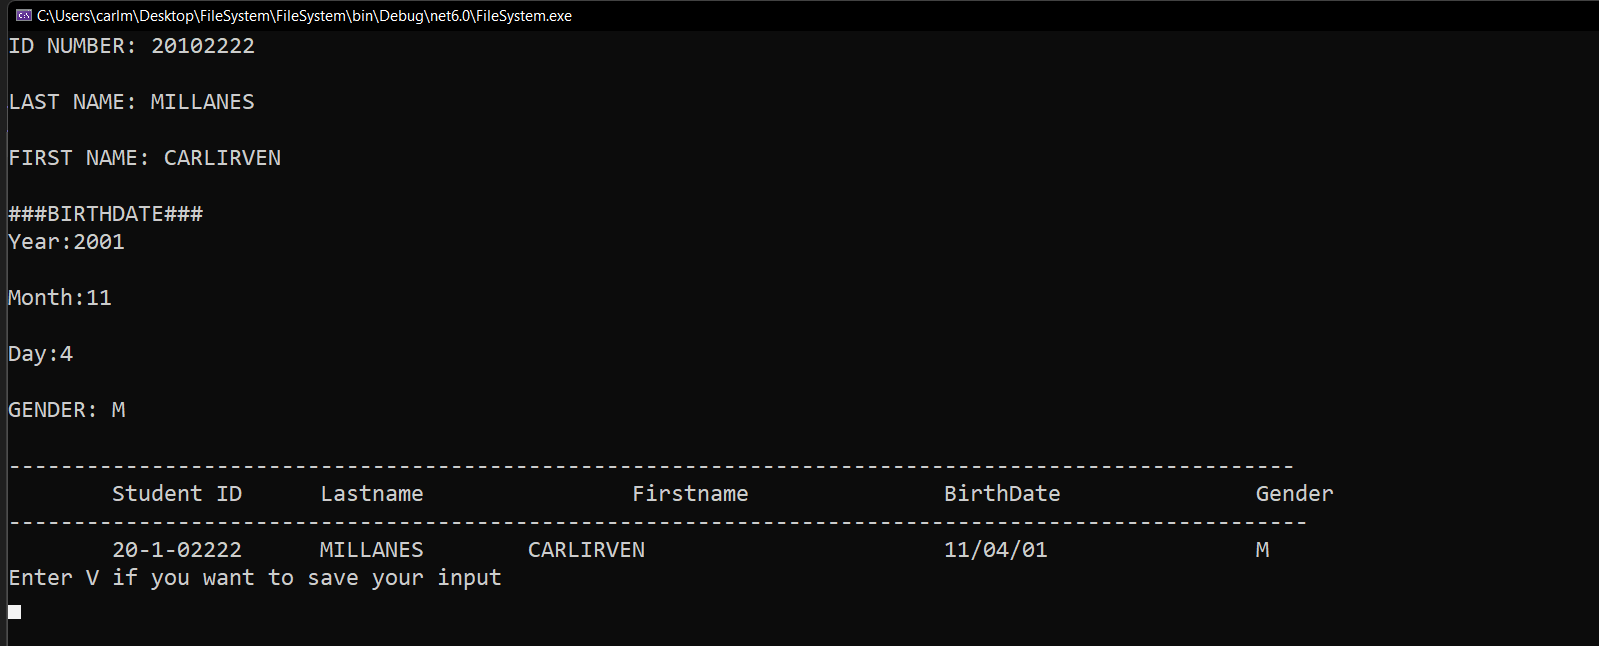 C:\Users\carlm\Desktop\FileSystem\FileSystem\bin\Debug\net6.0\FileSystem.exe
ID NUMBER: 20102222
LAST NAME: MILLANES
FIRST NAME: CARLIRVEN
###BIRTHDATE###
Year:2001
Month:11
Day:4
GENDER: M
---------------------------------------------------------------------------------------------------
Student ID Lastname Firstname BirthDate Gender
----------------------------------------------------------------------------------------------------
20-1-02222 MILLANES CARLIRVEN 11/04/01 M
Enter V if you want to save your input